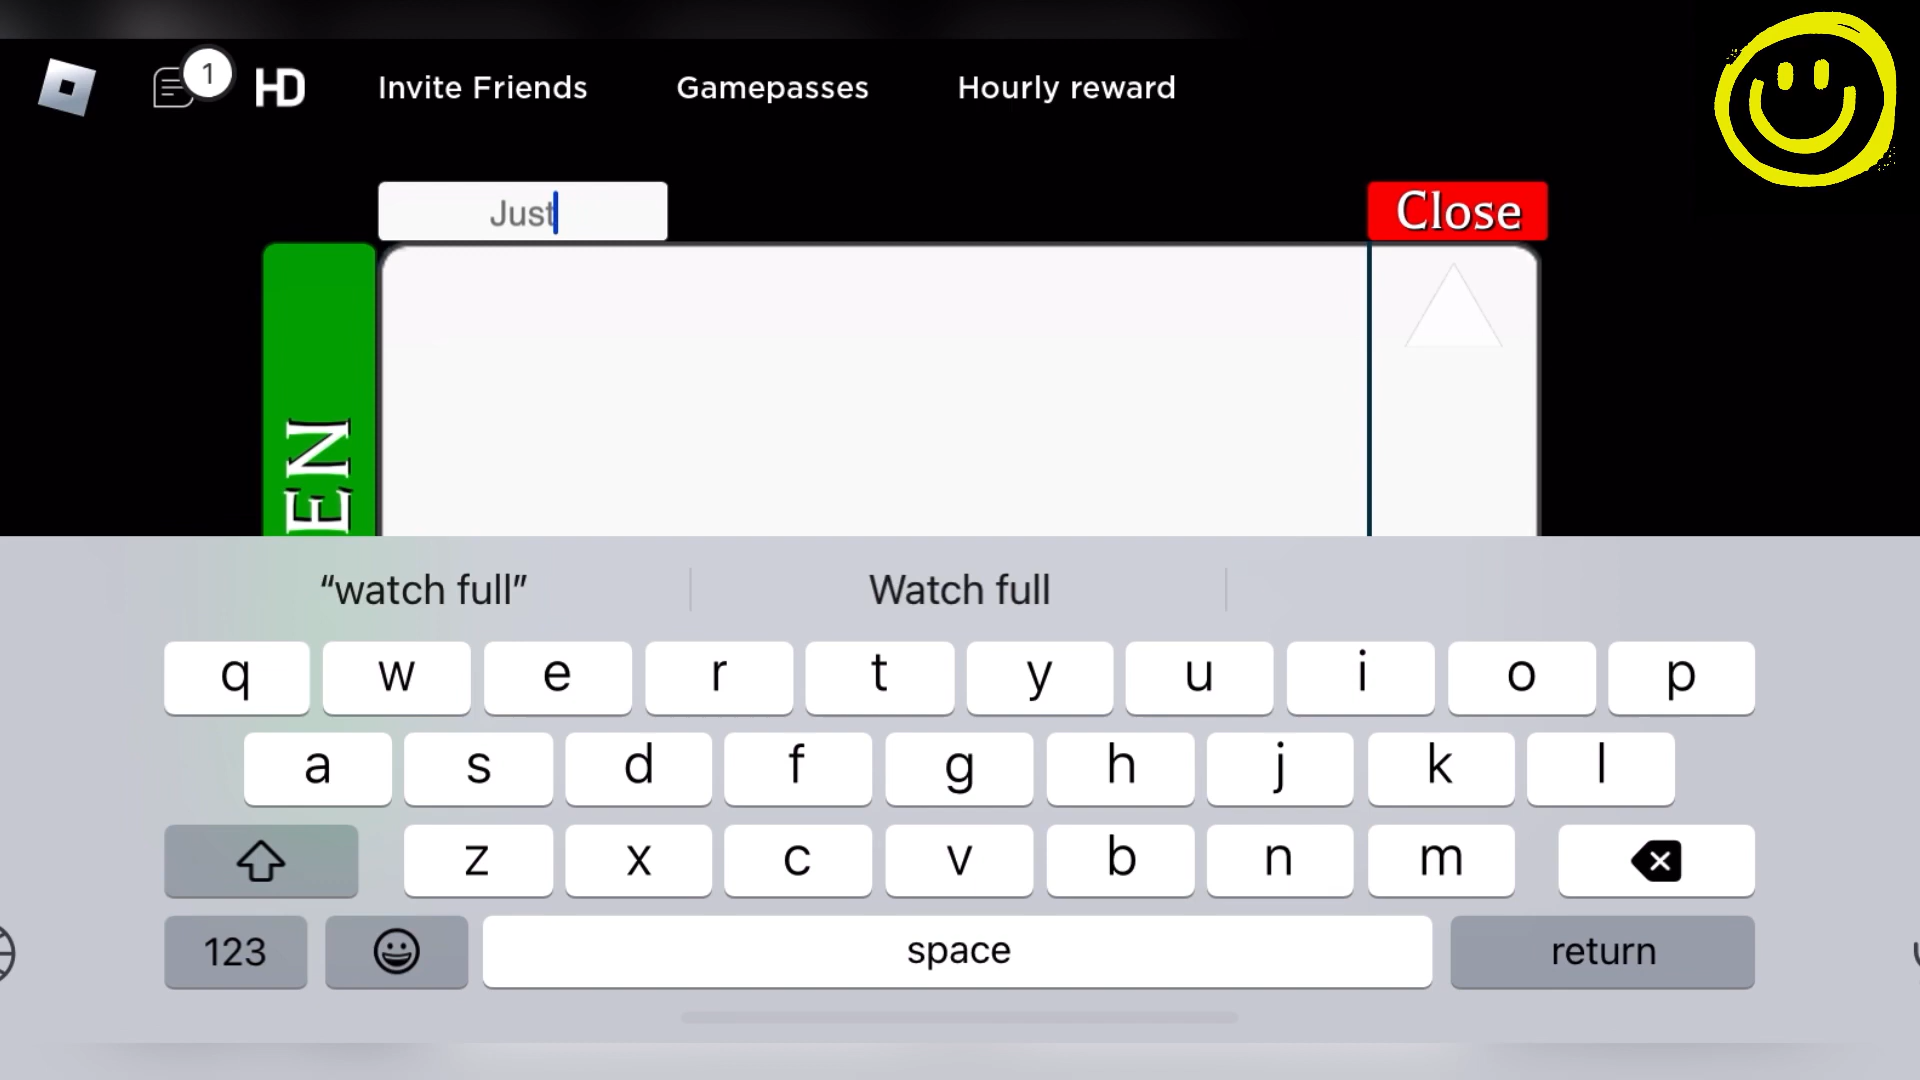 1 HD Invite Friends Gamepasses Hourly reward
Just Close
EN
“watch full” Watch full
q w e r t y u i o p
a s d f g h j k l
z x c v b n m
123 space return